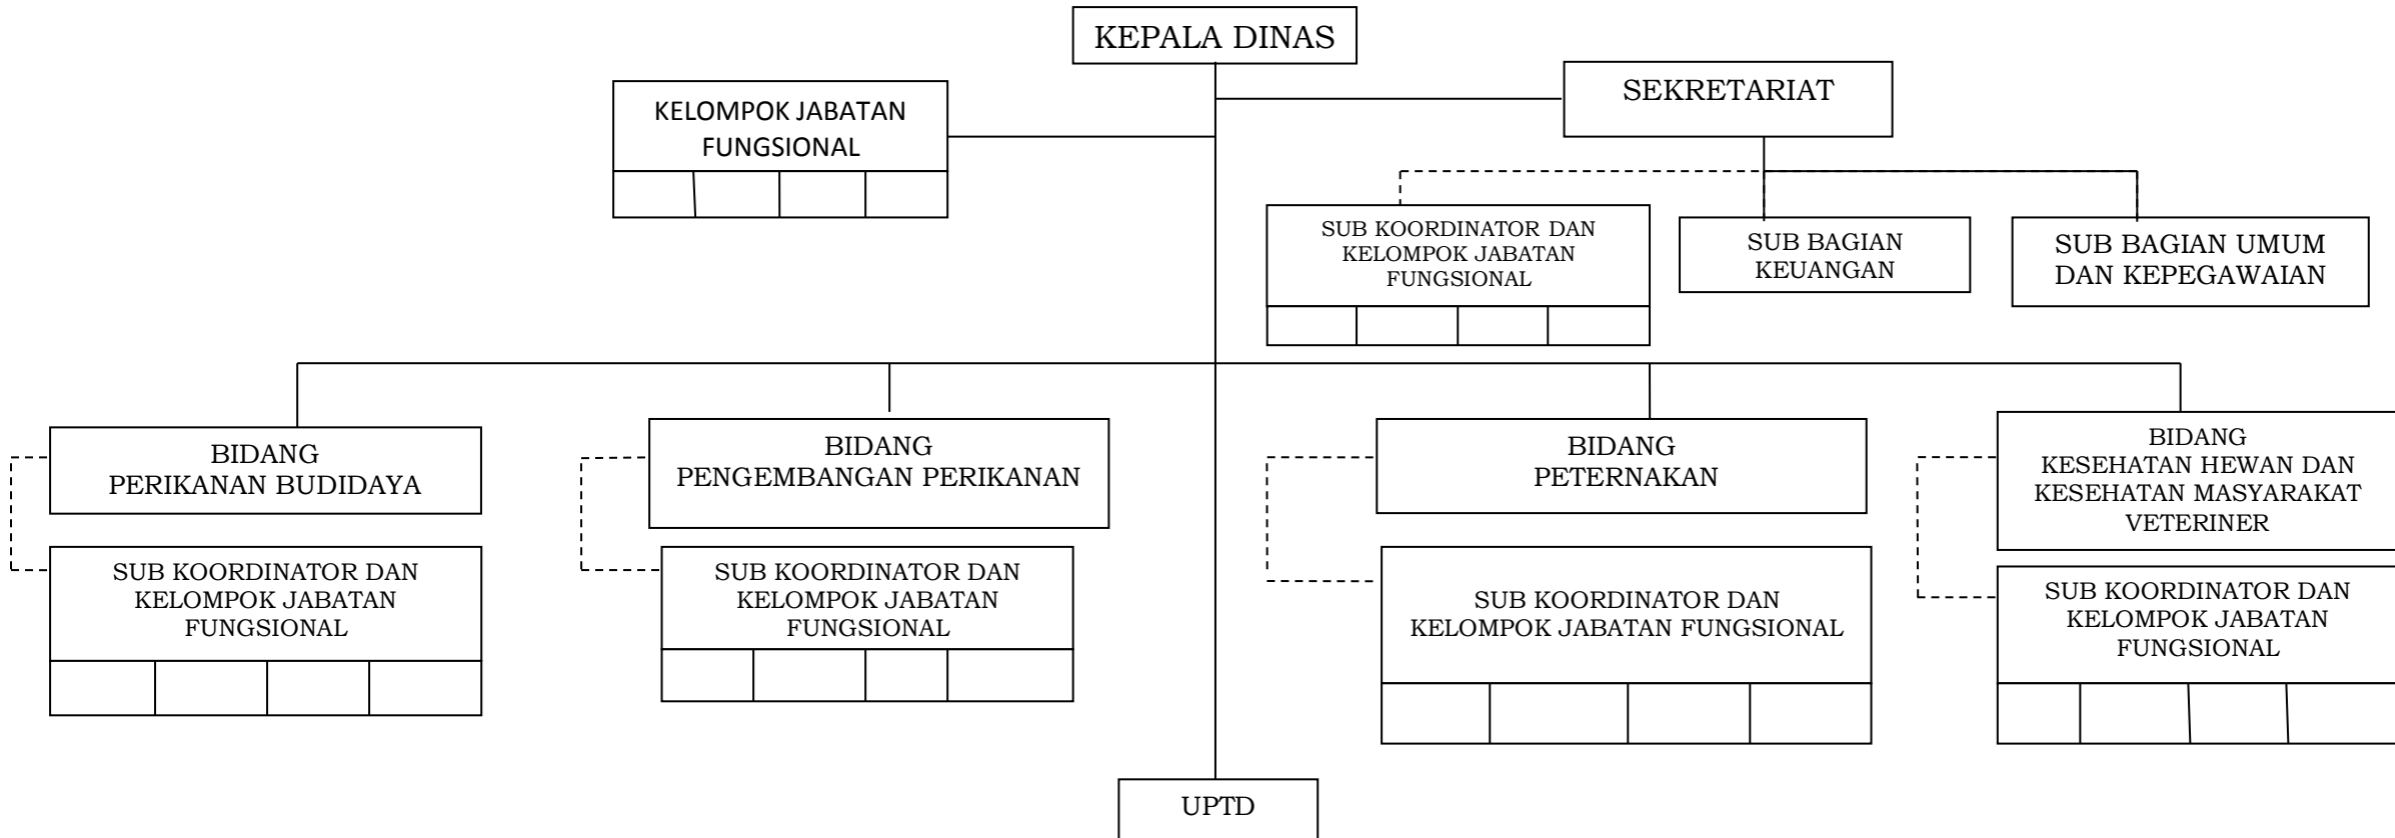 KEPALA DINAS
SEKRETARIAT
KELOMPOK JABATAN
FUNGSIONAL
SUB KOORDINATOR DAN
KELOMPOK JABATAN
FUNGSIONAL
SUB BAGIAN
KEUANGAN
SUB BAGIAN UMUM
DAN KEPEGAWAIAN
BIDANG
PERIKANAN BUDIDAYA
BIDANG
PENGEMBANGAN PERIKANAN
BIDANG
PETERNAKAN
BIDANG
KESEHATAN HEWAN DAN
KESEHATAN MASYARAKAT
VETERINER
SUB KOORDINATOR DAN
KELOMPOK JABATAN
FUNGSIONAL
SUB KOORDINATOR DAN
KELOMPOK JABATAN
FUNGSIONAL
SUB KOORDINATOR DAN
KELOMPOK JABATAN FUNGSIONAL
SUB KOORDINATOR DAN
KELOMPOK JABATAN
FUNGSIONAL
UPTD